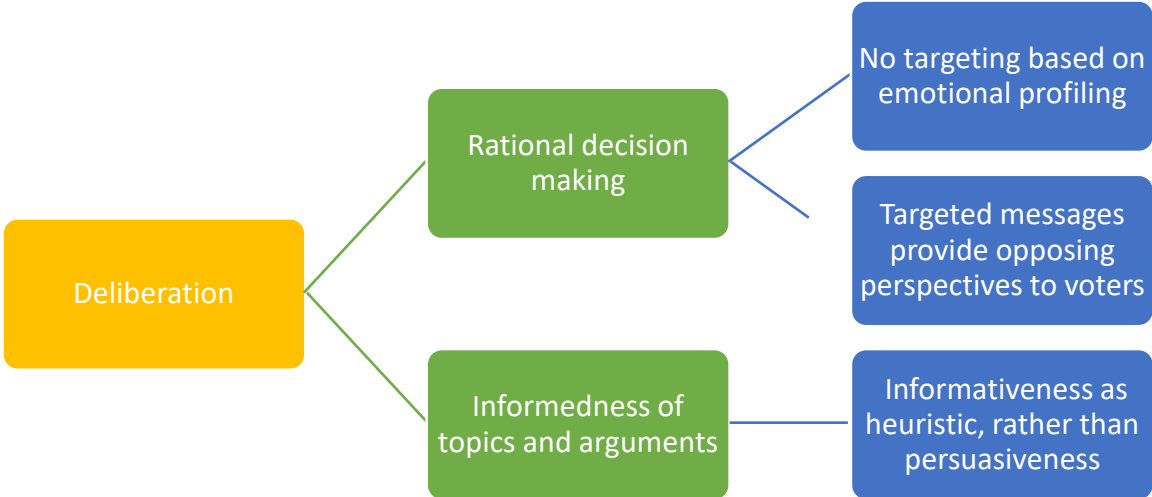 Deliberation
Rational decision
making
Informedness of
topics and arguments
No targeting based on
emotional profiling
Targeted messages
provide opposing
perspectives to voters
Informativeness as
heuristic, rather than
persuasiveness